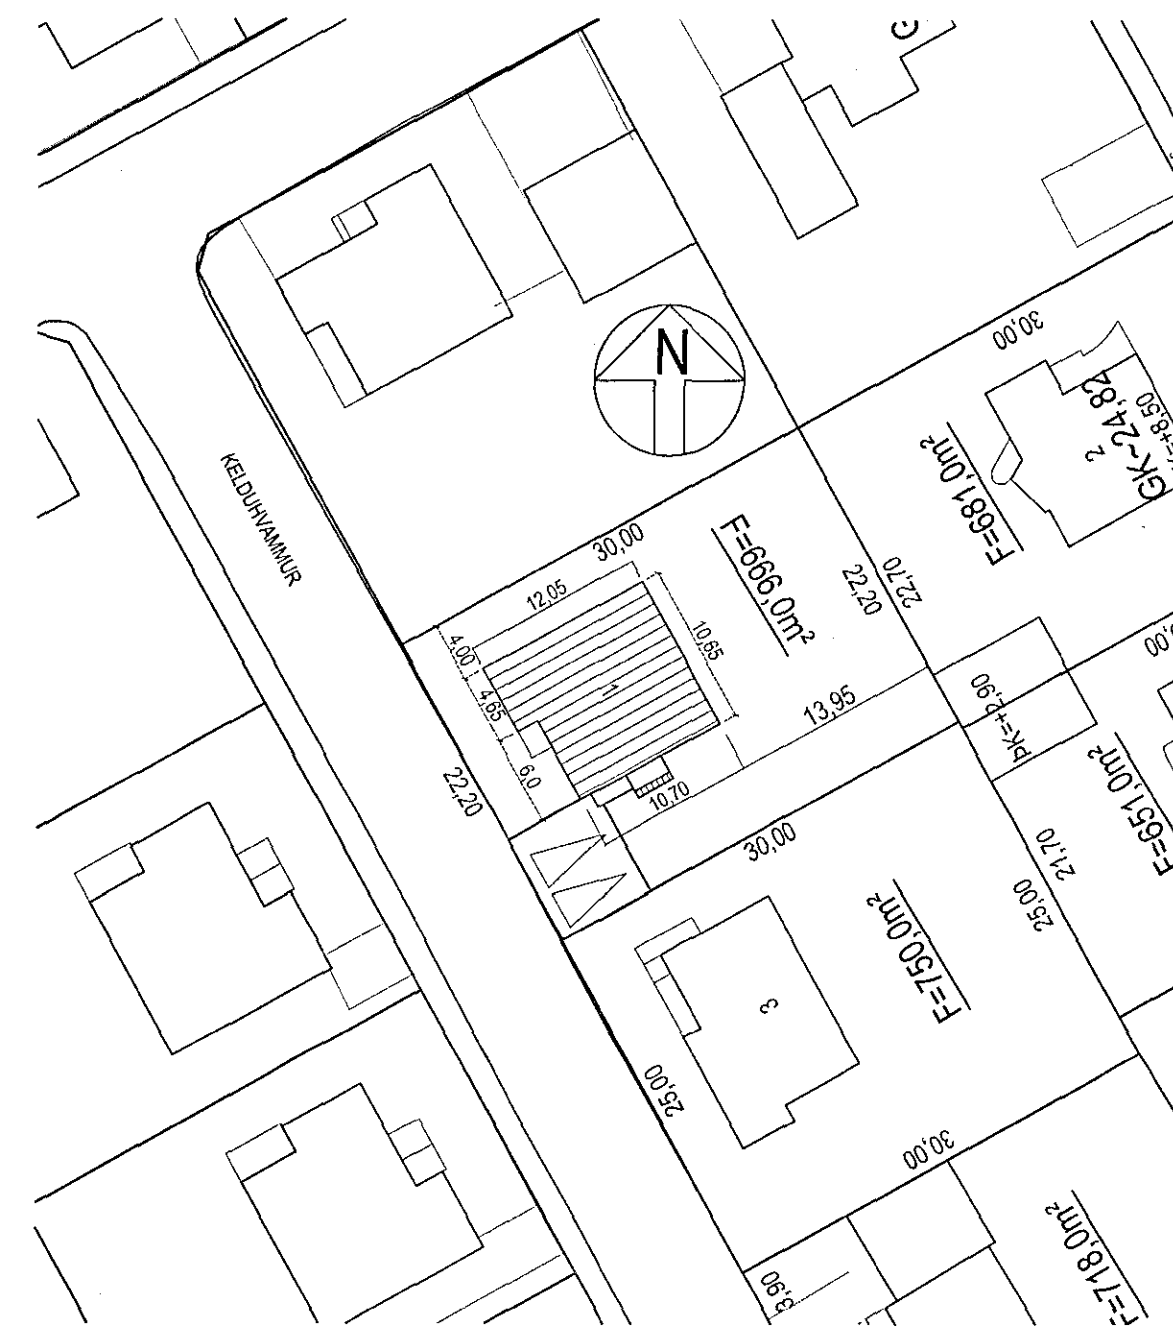 G
N
30,00
GK~24,82
2
F=681,0m²
KELDUHVAMMUR
30,00
F=666,0m²
12,05
22,20
22,70
10,65
4,00
4,65
1
6,0
13,95
ÞK=+2,90
22,20
10,70
30,00
F=651,0m²
21,70
25,00
F=750,0m²
3
25,00
30,00
F=718,0m²
3,90